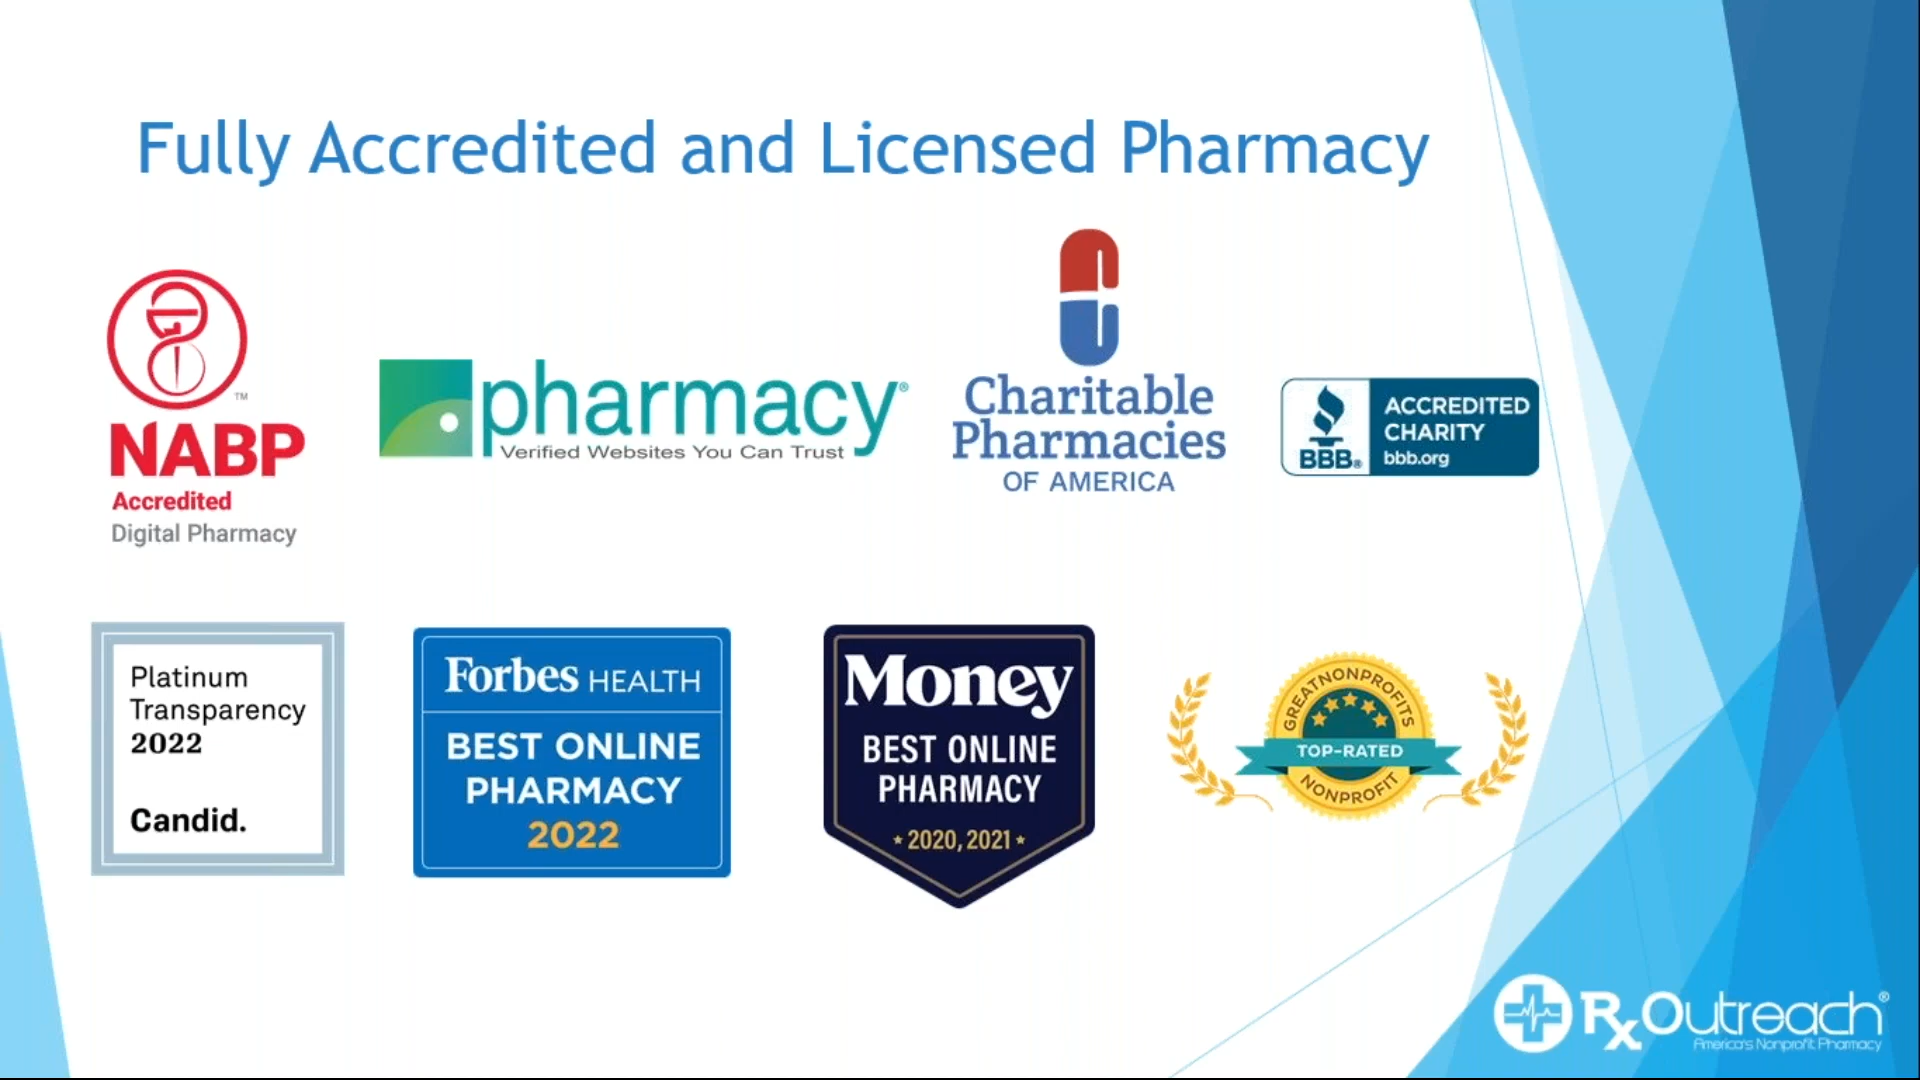 Fully Accredited and Licensed Pharmacy
NABP
TM
Accredited
Digital Pharmacy
.pharmacy®
Verified Websites You Can Trust
Charitable
Pharmacies
OF AMERICA
BBB®
ACCREDITED
CHARITY
bbb.org
Platinum
Transparency
2022
Candid.
Forbes HEALTH
BEST ONLINE
PHARMACY
2022
Money
BEST ONLINE
PHARMACY
2020, 2021
GREATNONPROFITS
TOP-RATED
NONPROFIT
RxOutreach®
America's Nonprofit Pharmacy